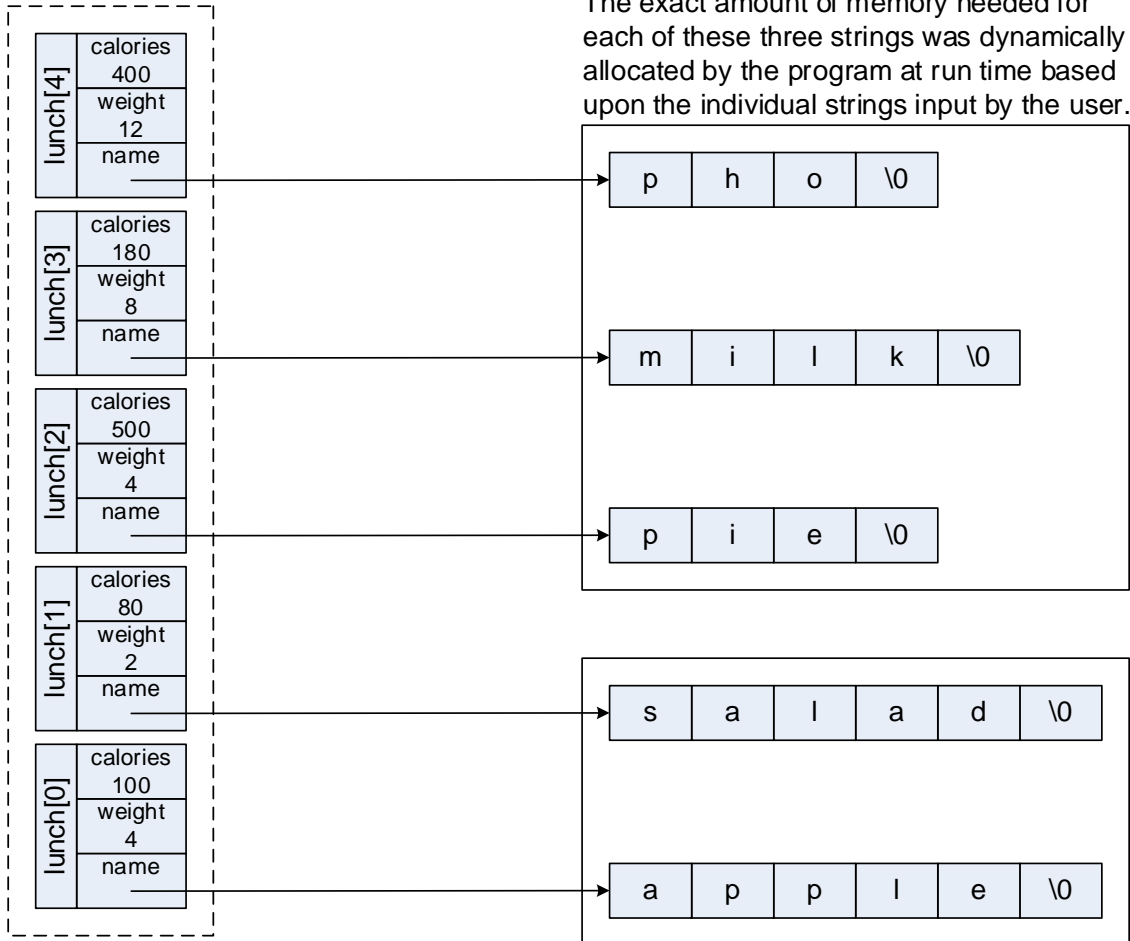 The exact amount of memory needed for
each of these three strings was dynamically
allocated by the program at run time based
upon the individual strings input by the user.
lunch[4]
calories
400
weight
12
name
p h o \0
lunch[3]
calories
180
weight
8
name
m i l k \0
lunch[2]
calories
500
weight
4
name
p i e \0
lunch[1]
calories
80
weight
2
name
s a l a d \0
lunch[0]
calories
100
weight
4
name
a p p l e \0